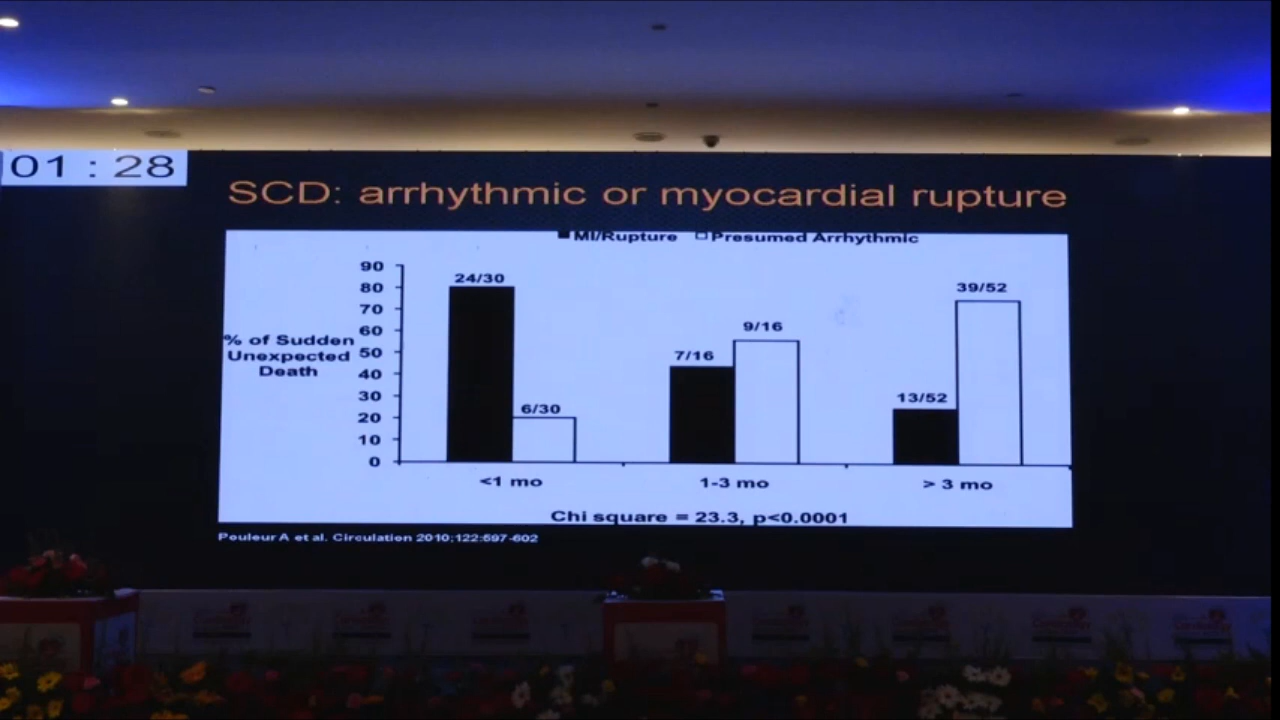 01 : 28
SCD: arrhythmic or myocardial rupture
MI/Rupture Presumed Arrhythmic
% of Sudden
Unexpected
Death
90
80
70
60
50
40
30
20
10
0
24/30
6/30
7/16
9/16
13/52
39/52
<1 mo
1-3 mo
> 3 mo
Chi square = 23.3, p<0.0001
Pouleur A et al. Circulation 2010;122:597-602